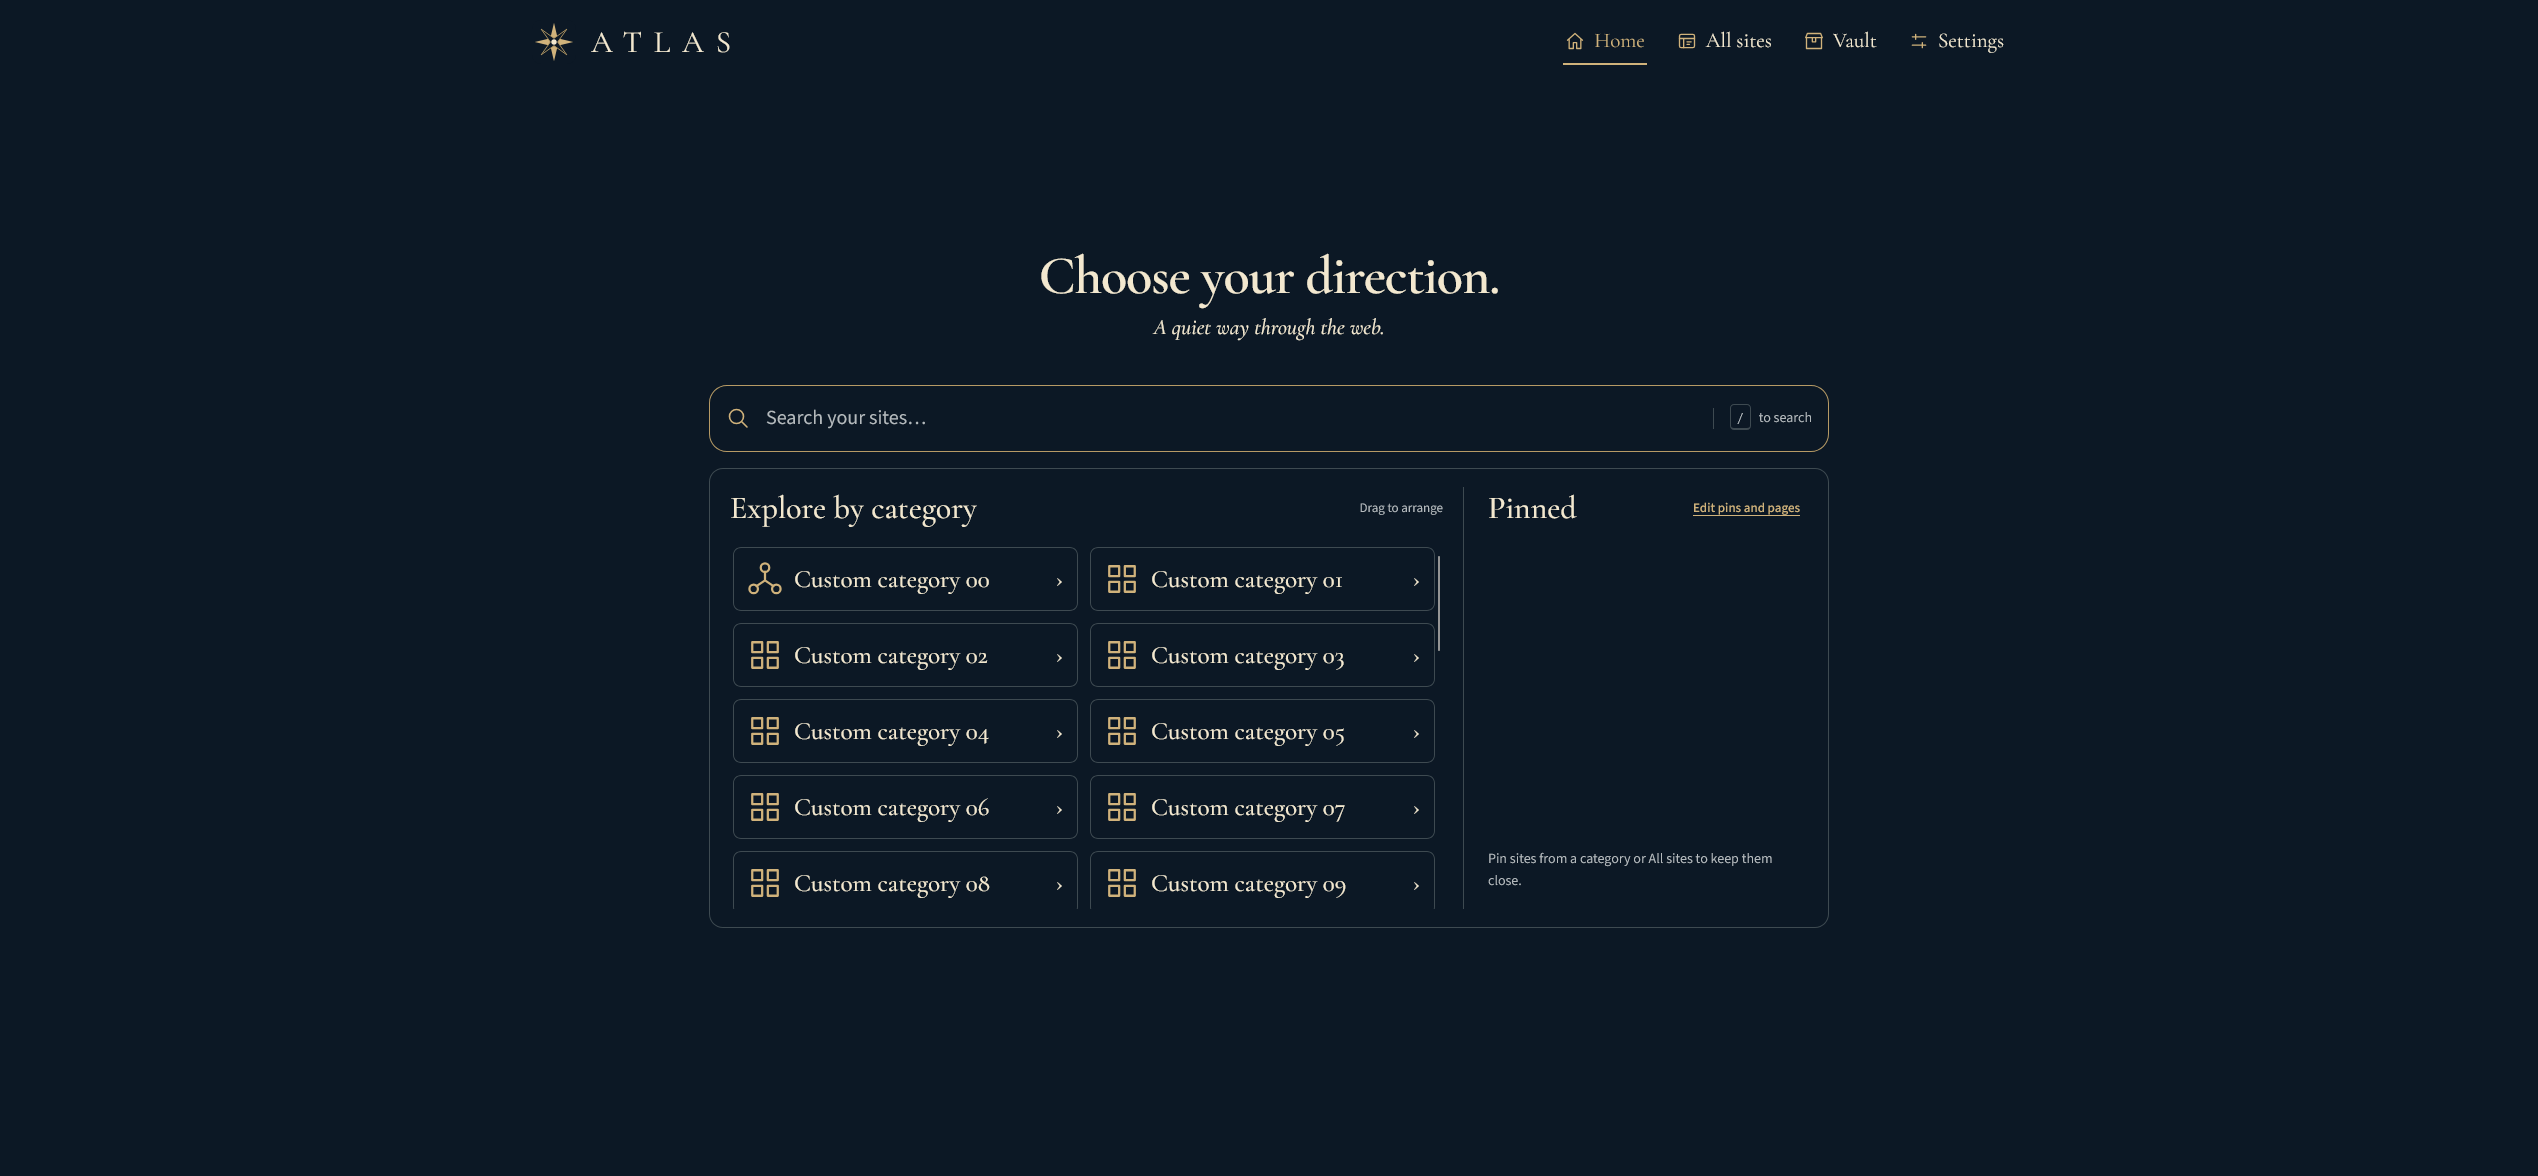 ATLAS
Home
All sites
Vault
Settings
Choose your direction.
A quiet way through the web.
Search your sites...
/ to search
Explore by category
Drag to arrange
Pinned
Edit pins and pages
Custom category 00 ›
Custom category 01 ›
Custom category 02 ›
Custom category 03 ›
Custom category 04 ›
Custom category 05 ›
Custom category 06 ›
Custom category 07 ›
Custom category 08 ›
Custom category 09 ›
Pin sites from a category or All sites to keep them
close.